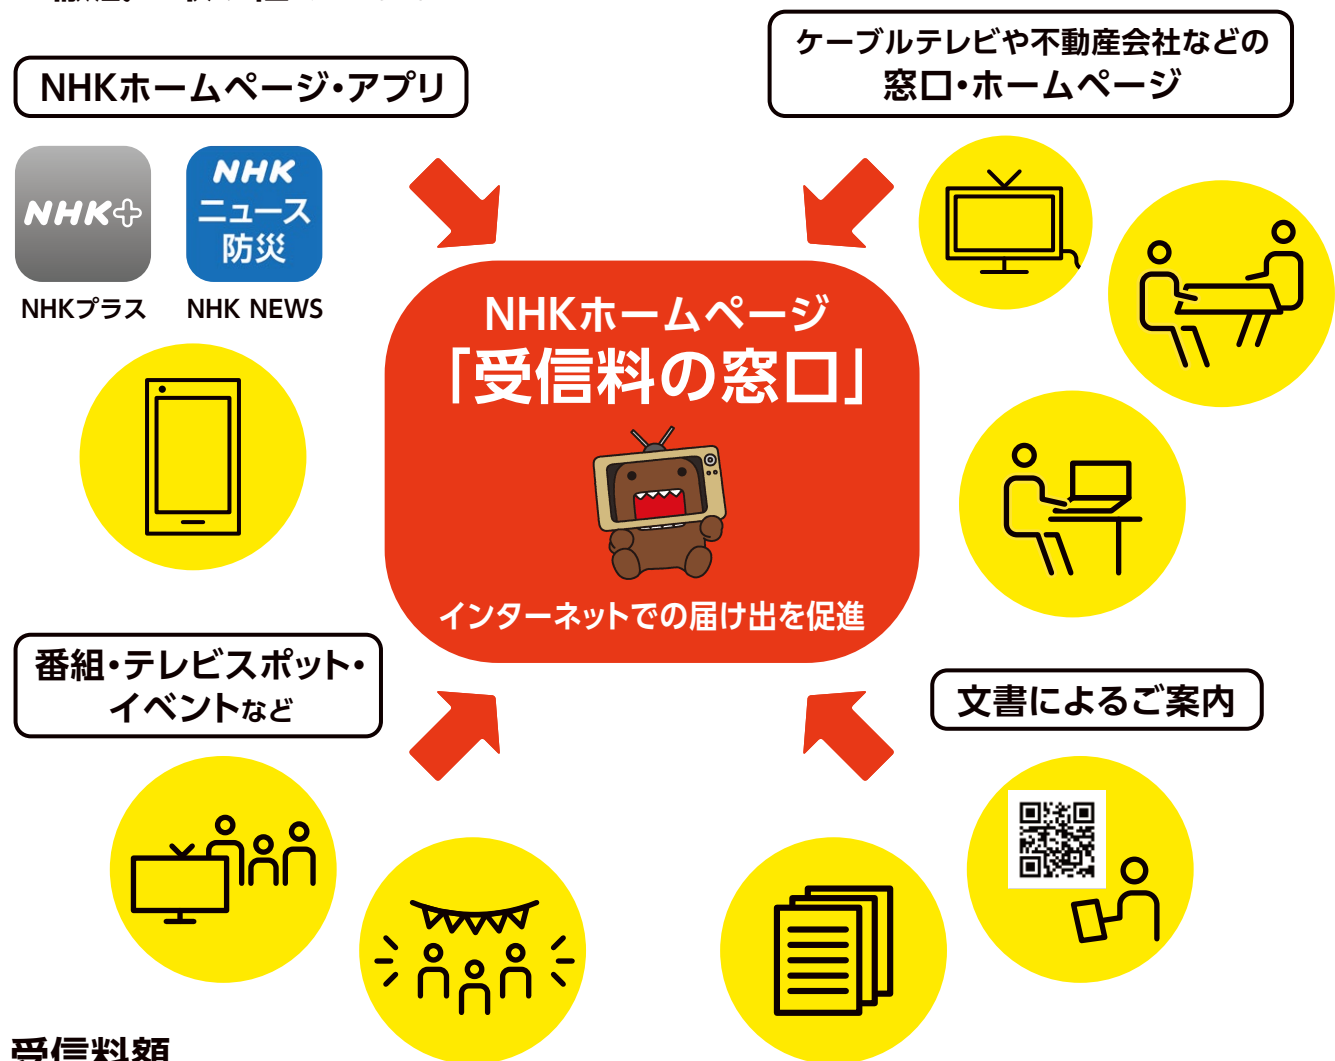 NHKホームページ・アプリ
NHK+
NHK
ニュース
防災
NHKプラス
NHK NEWS
ケーブルテレビや不動産会社などの
窓口・ホームページ
NHKホームページ
「受信料の窓口」
インターネットでの届け出を促進
番組・テレビスポット・
イベントなど
文書によるご案内
受信料額